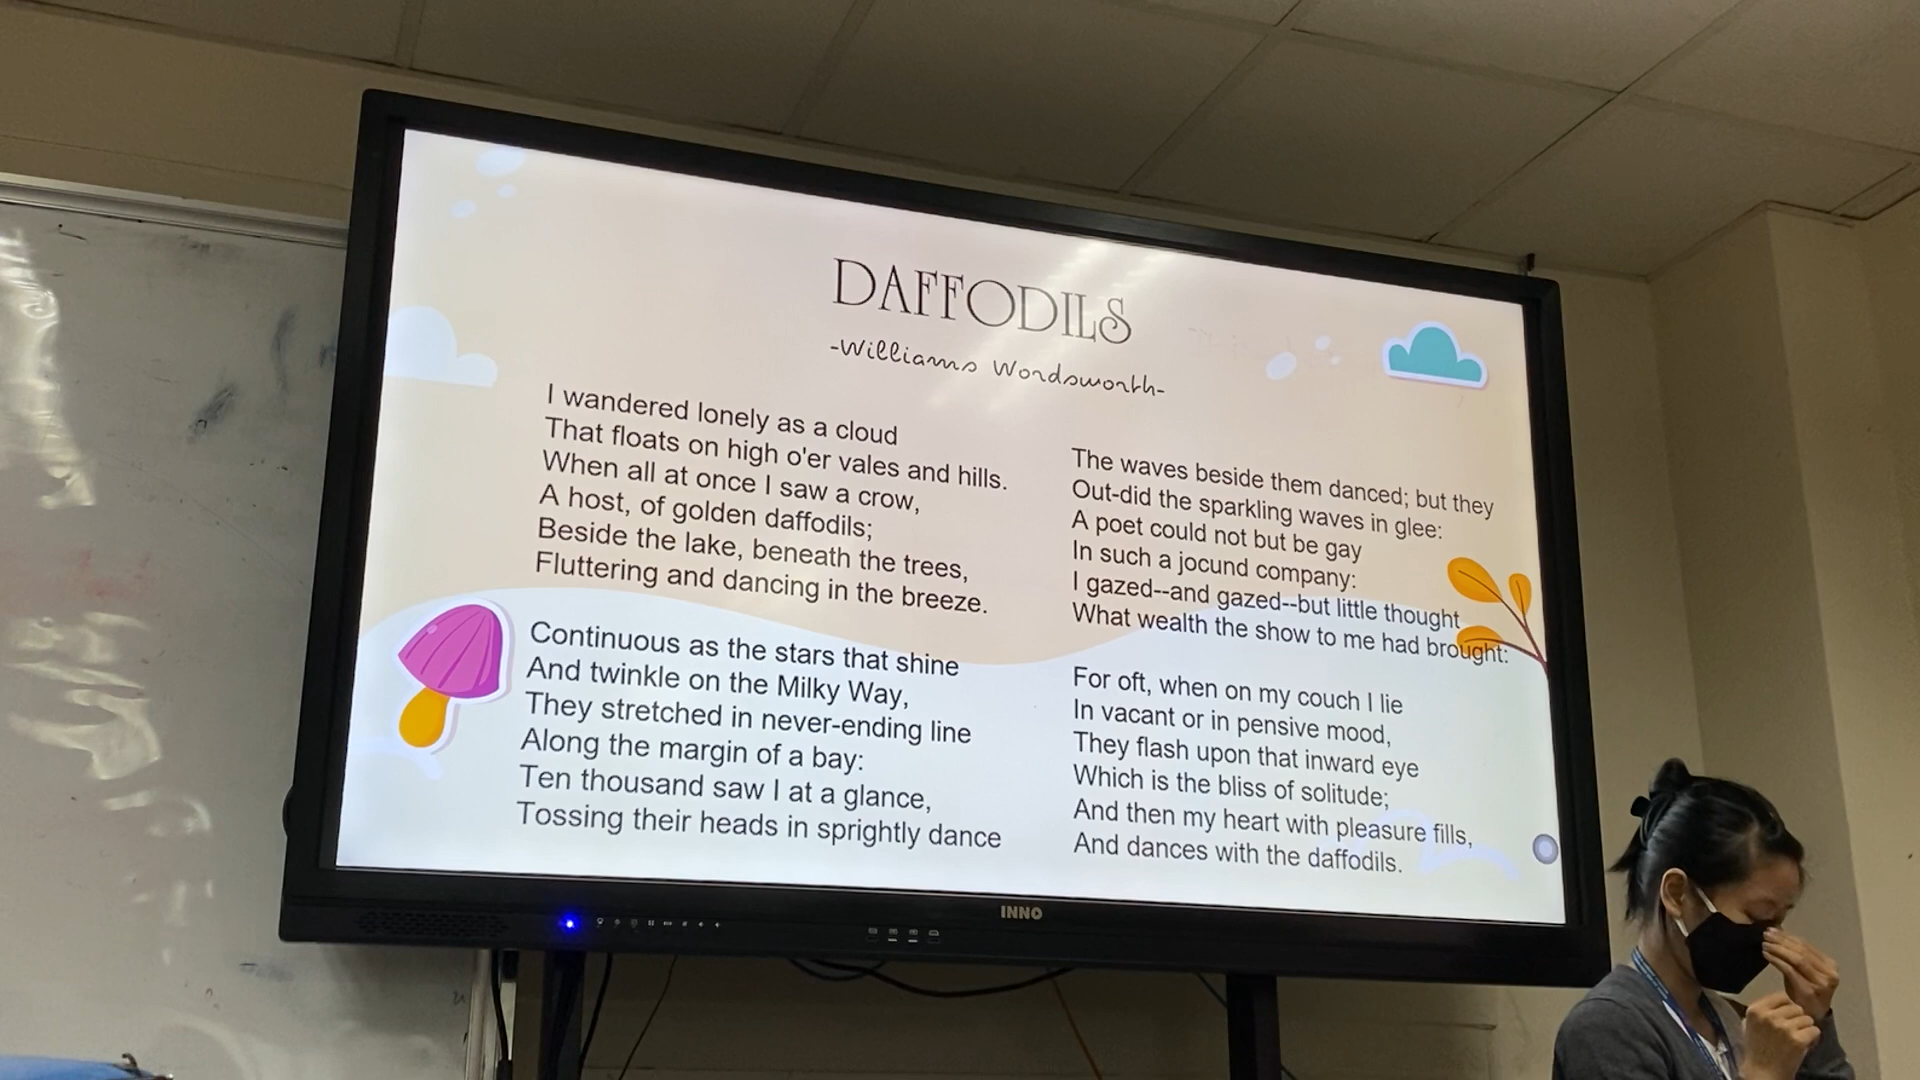 DAFFODILS
-Williams Wordsworth-
I wandered lonely as a cloud
That floats on high o'er vales and hills.
When all at once I saw a crow,
A host, of golden daffodils;
Beside the lake, beneath the trees,
Fluttering and dancing in the breeze.
Continuous as the stars that shine
And twinkle on the Milky Way,
They stretched in never-ending line
Along the margin of a bay:
Ten thousand saw I at a glance,
Tossing their heads in sprightly dance
The waves beside them danced; but they
Out-did the sparkling waves in glee:
A poet could not but be gay
In such a jocund company:
I gazed--and gazed--but little thought
What wealth the show to me had brought:
For oft, when on my couch I lie
In vacant or in pensive mood,
They flash upon that inward eye
Which is the bliss of solitude;
And then my heart with pleasure fills,
And dances with the daffodils.
INNO